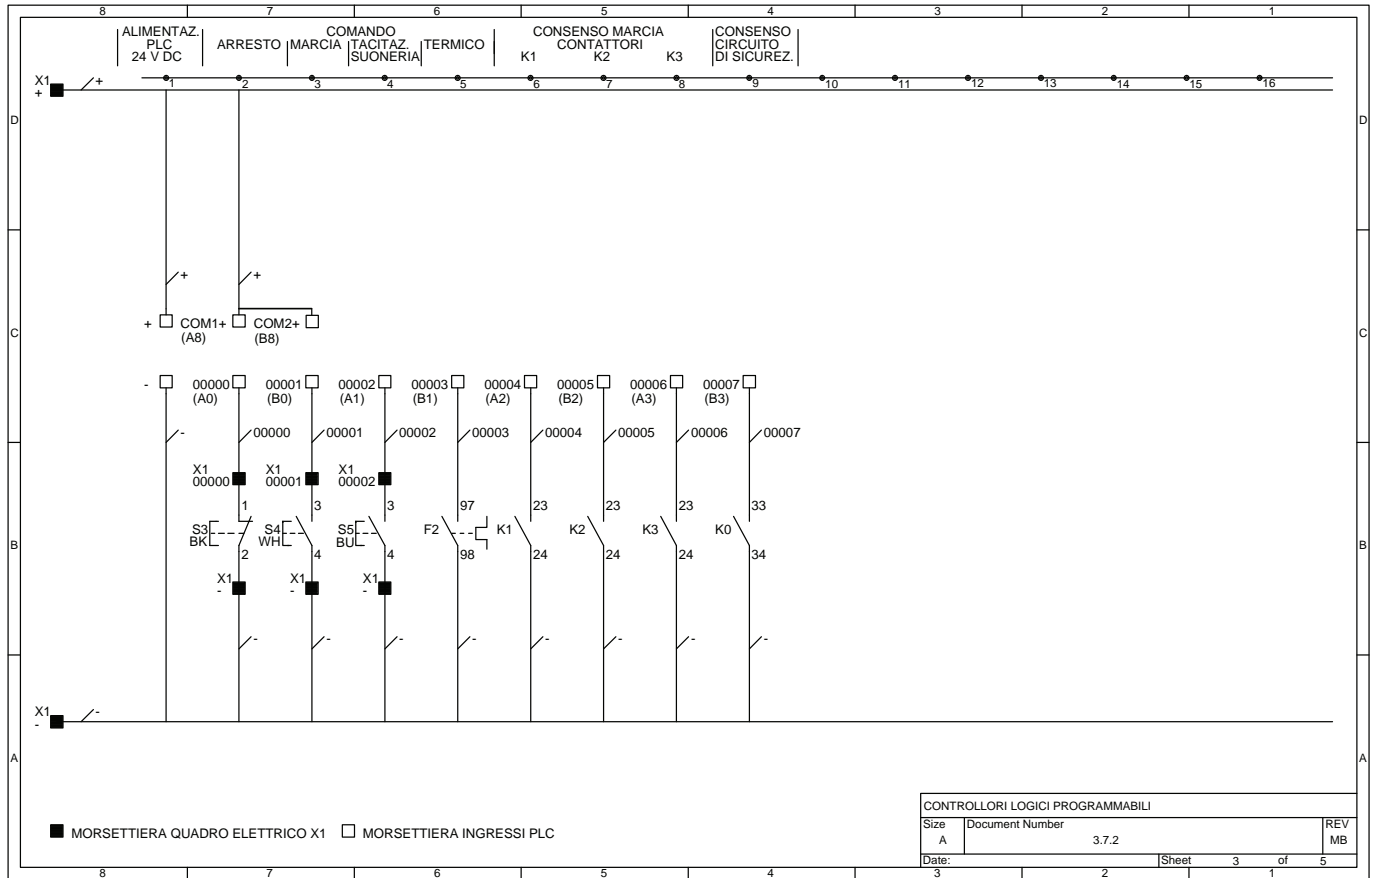 8 7 6 5 4 3 2 1
ALIMENTAZ.
PLC
24 V DC
COMANDO
ARRESTO MARCIA TACITAZ. TERMICO
SUONERIA
CONSENSO MARCIA
CONTATTORI
K1 K2 K3
CONSENSO
CIRCUITO
DI SICUREZ.
X1
+
+
1 2 3 4 5 6 7 8 9 10 11 12 13 14 15 16
D D
+ +
+ COM1+ COM2+
(A8) (B8)
C C
- 00000 00001 00002 00003 00004 00005 00006 00007
(A0) (B0) (A1) (B1) (A2) (B2) (A3) (B3)
- 00000 00001 00002 00003 00004 00005 00006 00007
X1 X1 X1
00000 00001 00002
1 3 3 97 23 23 23 33
S3 S4 S5 F2 K1 K2 K3 K0
BK WH BU
2 4 4 98 24 24 24 34
B B
X1 X1 X1
- - -
- - - - - - - -
X1
-
-
A A
MORSETTIERA QUADRO ELETTRICO X1 MORSETTIERA INGRESSI PLC
CONTROLLORI LOGICI PROGRAMMABILI
Size Document Number REV
A 3.7.2 MB
Date: Sheet 3 of 5
8 7 6 5 4 3 2 1